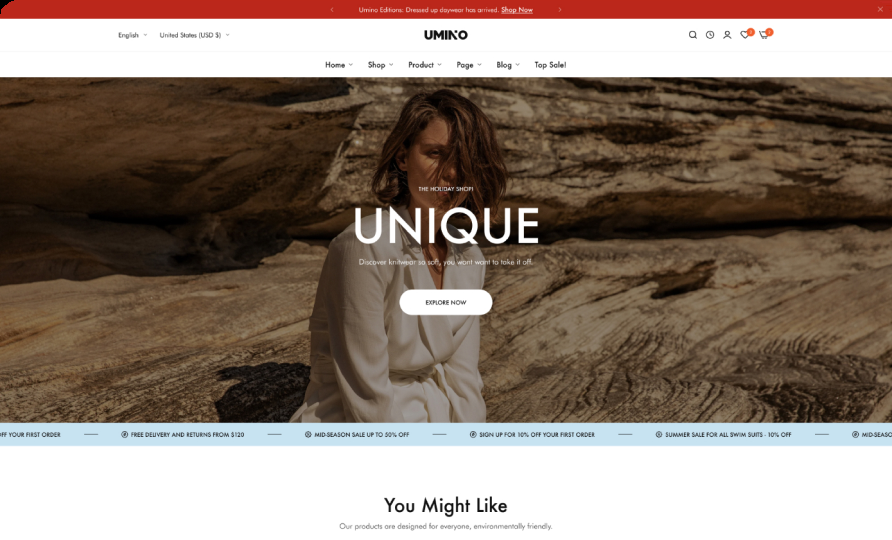 Umino Editions: Dressed up daywear has arrived. Shop Now
English
United States (USD $)
UMINO
Home
Shop
Product
Page
Blog
Top Sale!
THE HOLIDAY SHOP!
UNIQUE
Discover knitwear so soft, you want want to take it off.
EXPLORE NOW
OFF YOUR FIRST ORDER
FREE DELIVERY AND RETURNS FROM $120
MID-SEASON SALE UP TO 50% OFF
SIGN UP FOR 10% OFF YOUR FIRST ORDER
SUMMER SALE FOR ALL SWIM SUITS - 10% OFF
MID-SEASO
You Might Like
Our products are designed for everyone, environmentally friendly.